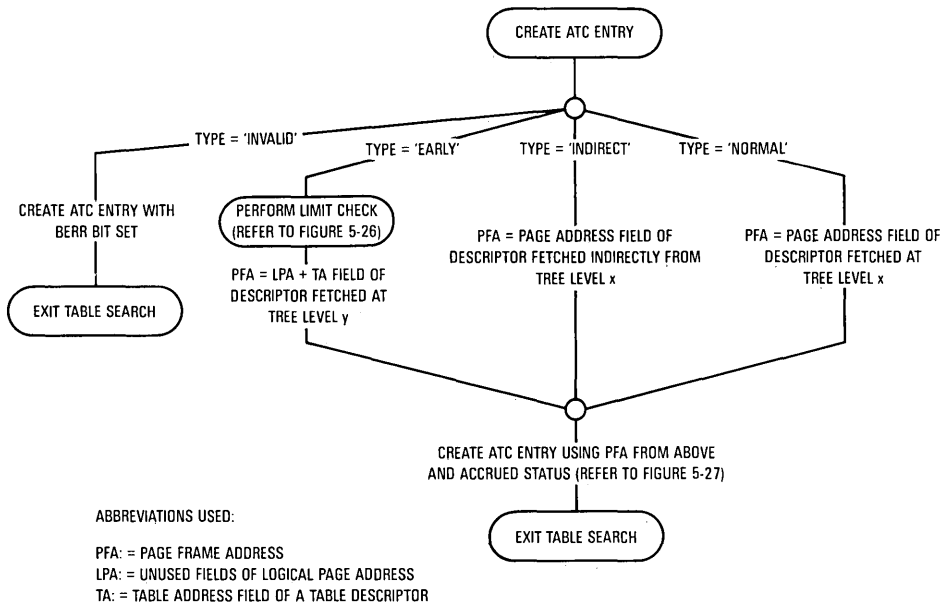 CREATE ATC ENTRY
TYPE = 'INVALID'
TYPE = 'EARLY'
TYPE = 'INDIRECT'
TYPE = 'NORMAL'
CREATE ATC ENTRY WITH
BERR BIT SET
EXIT TABLE SEARCH
PERFORM LIMIT CHECK
(REFER TO FIGURE 5-26)
PFA = LPA + TA FIELD OF
DESCRIPTOR FETCHED AT
TREE LEVEL y
PFA = PAGE ADDRESS FIELD OF
DESCRIPTOR FETCHED INDIRECTLY FROM
TREE LEVEL x
PFA = PAGE ADDRESS FIELD OF
DESCRIPTOR FETCHED AT
TREE LEVEL x
CREATE ATC ENTRY USING PFA FROM ABOVE
AND ACCRUED STATUS (REFER TO FIGURE 5-27)
EXIT TABLE SEARCH
ABBREVIATIONS USED:
PFA: = PAGE FRAME ADDRESS
LPA: = UNUSED FIELDS OF LOGICAL PAGE ADDRESS
TA: = TABLE ADDRESS FIELD OF A TABLE DESCRIPTOR